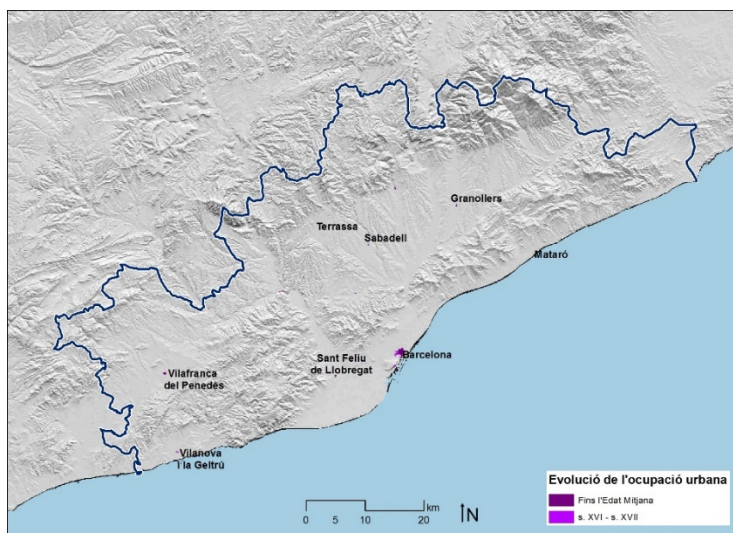 Granollers
Terrassa
Sabadell
Mataró
Sant Feliu
de Llobregat
Barcelona
Vilafranca
del Penedès
Vilanova
i la Geltrú
Evolució de l'ocupació urbana
Fins l'Edat Mitjana
s. XVI - s. XVII
km
0 5 10 20
N